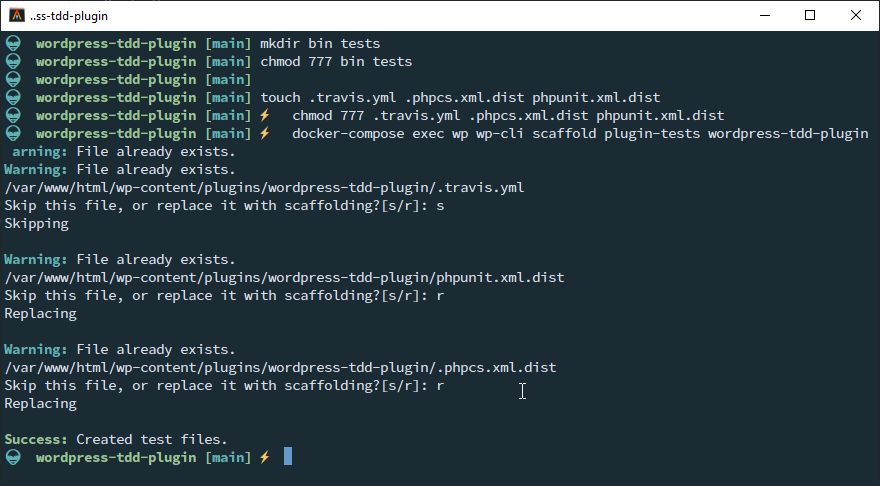 ..ss-tdd-plugin
wordpress-tdd-plugin [main] mkdir bin tests
wordpress-tdd-plugin [main] chmod 777 bin tests
wordpress-tdd-plugin [main]
wordpress-tdd-plugin [main] touch .travis.yml .phpcs.xml.dist phpunit.xml.dist
wordpress-tdd-plugin [main] ⚡ chmod 777 .travis.yml .phpcs.xml.dist phpunit.xml.dist
wordpress-tdd-plugin [main] ⚡ docker-compose exec wp wp-cli scaffold plugin-tests wordpress-tdd-plugin
arning: File already exists.
Warning: File already exists.
/var/www/html/wp-content/plugins/wordpress-tdd-plugin/.travis.yml
Skip this file, or replace it with scaffolding?[s/r]: s
Skipping
Warning: File already exists.
/var/www/html/wp-content/plugins/wordpress-tdd-plugin/phpunit.xml.dist
Skip this file, or replace it with scaffolding?[s/r]: r
Replacing
Warning: File already exists.
/var/www/html/wp-content/plugins/wordpress-tdd-plugin/.phpcs.xml.dist
Skip this file, or replace it with scaffolding?[s/r]: r
Replacing
Success: Created test files.
wordpress-tdd-plugin [main] ⚡